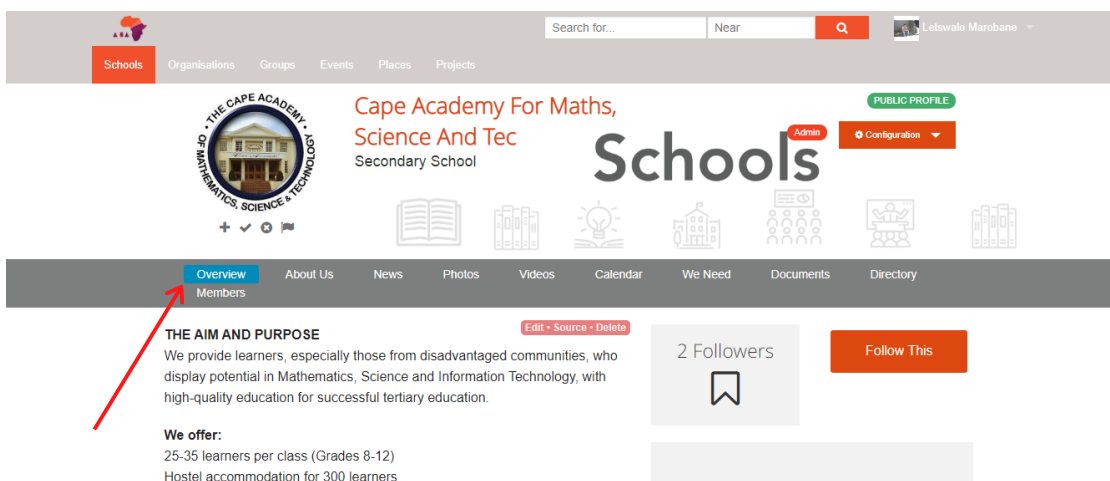 Search for...
Near
Letswalo Marobane
Schools Organisations Groups Events Places Projects
THE CAPE ACADEMY OF MATHEMATICS, SCIENCE & TECHNOLOGY
Cape Academy For Maths,
Science And Tec
Secondary School
Schools
Admin
PUBLIC PROFILE
Configuration
Overview About Us News Photos Videos Calendar We Need Documents Directory
Members
THE AIM AND PURPOSE
Edit • Source • Delete
We provide learners, especially those from disadvantaged communities, who
display potential in Mathematics, Science and Information Technology, with
high-quality education for successful tertiary education.
We offer:
25-35 learners per class (Grades 8-12)
Hostel accommodation for 300 learners
2 Followers
Follow This